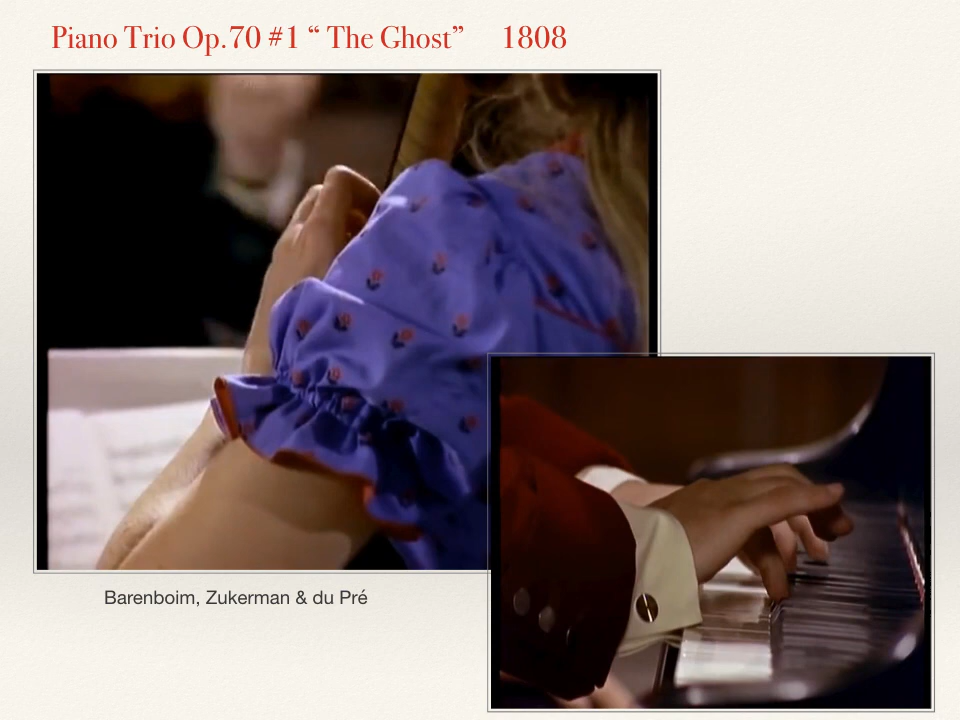 Piano Trio Op.70 #1 “ The Ghost” 1808
Barenboim, Zukerman & du Pré